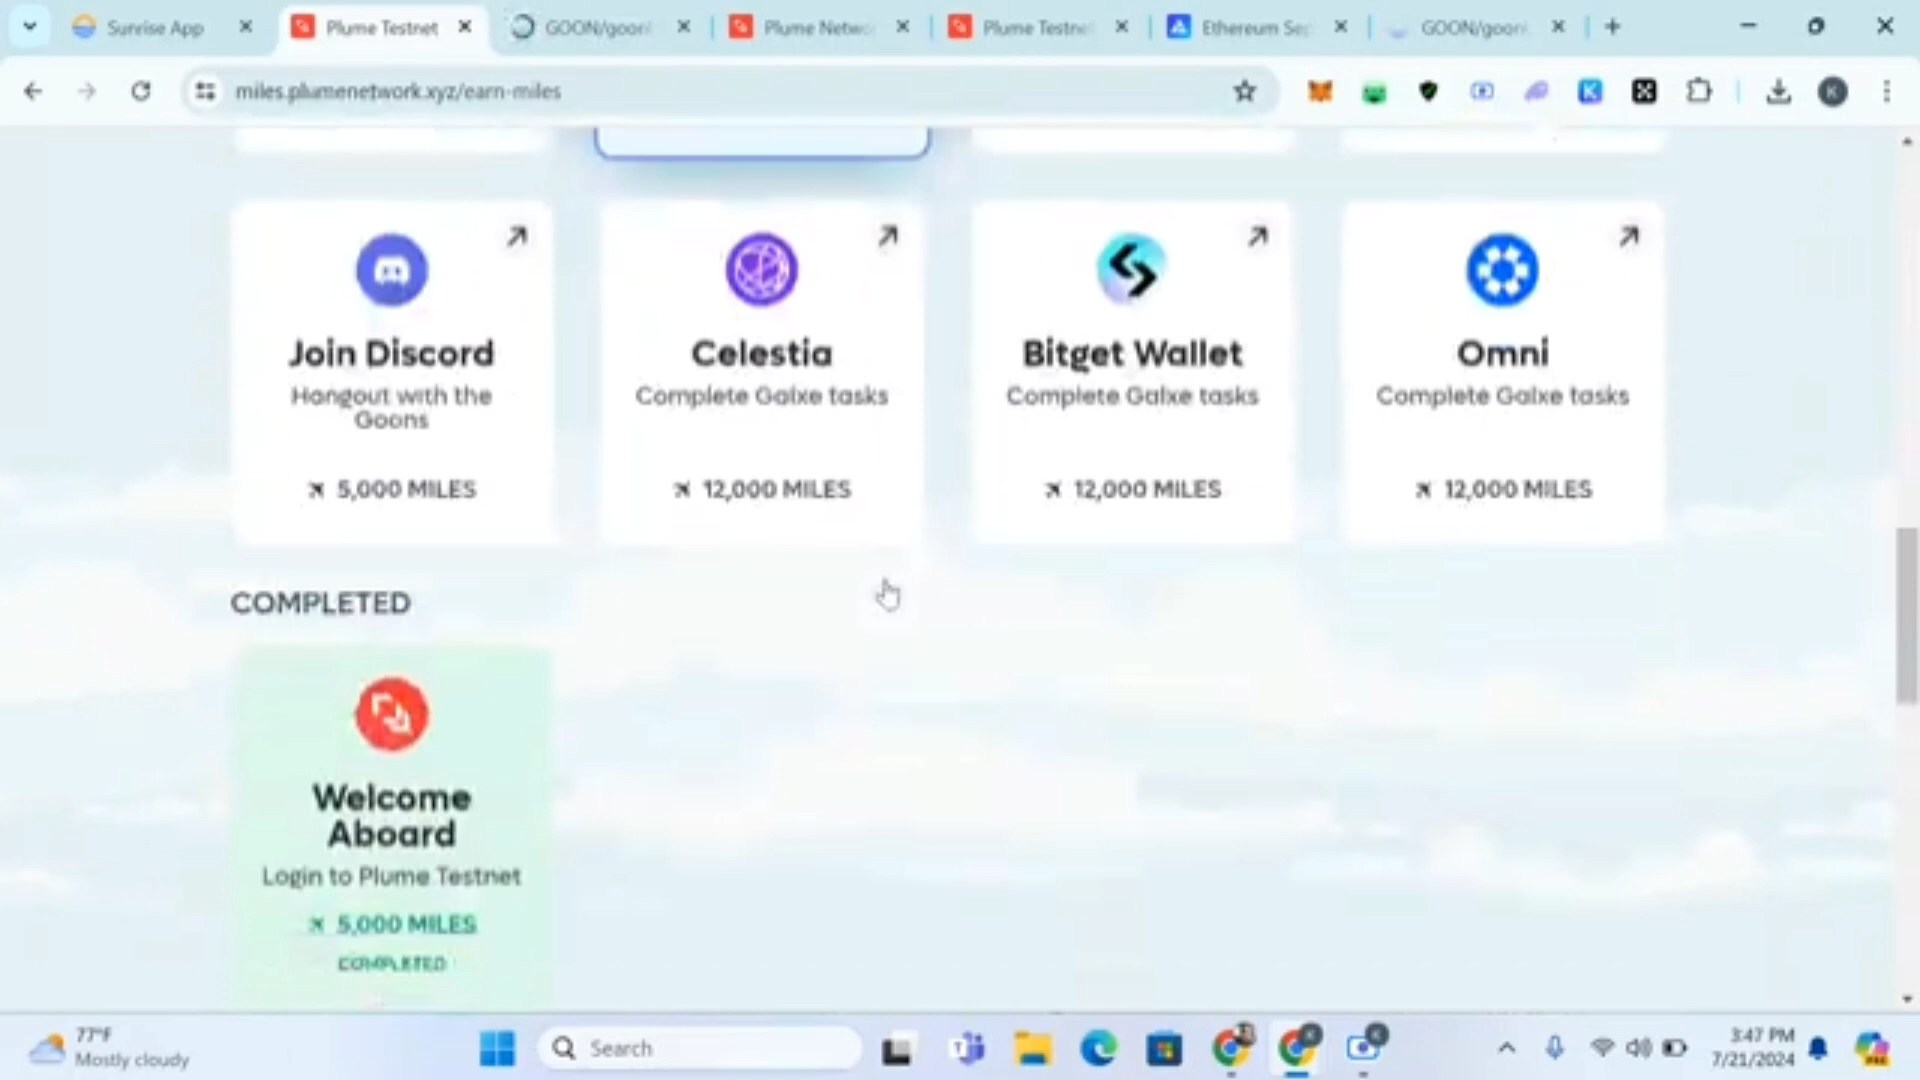 Sunrise App
Plume Testnet
GOON/goon
Plume Netwo
Plume Testne
Ethereum Sep
GOON/goon
miles.plumenetwork.xyz/earn-miles
Join Discord
Hangout with the
Goons
5,000 MILES
Celestia
Complete Galxe tasks
12,000 MILES
Bitget Wallet
Complete Galxe tasks
12,000 MILES
Omni
Complete Galxe tasks
12,000 MILES
COMPLETED
Welcome
Aboard
Login to Plume Testnet
5,000 MILES
COMPLETED
77°F
Mostly cloudy
Search
3:47 PM
7/21/2024